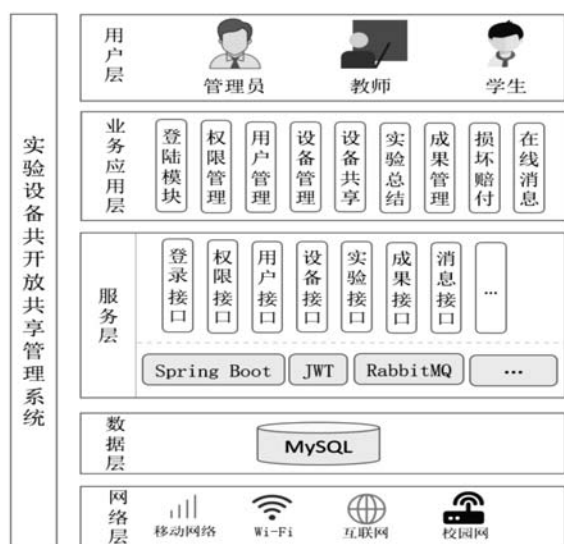 实验设备共开放共享管理系统
用户层
管理员
教师
学生
业务应用层
登陆模块
权限管理
用户管理
设备管理
设备共享
实验总结
成果管理
损坏赔付
在线消息
服务层
登录接口
权限接口
用户接口
设备接口
实验接口
成果接口
消息接口
...
Spring Boot
JWT
RabbitMQ
...
数据层
MySQL
网络层
移动网络
Wi-Fi
互联网
校园网